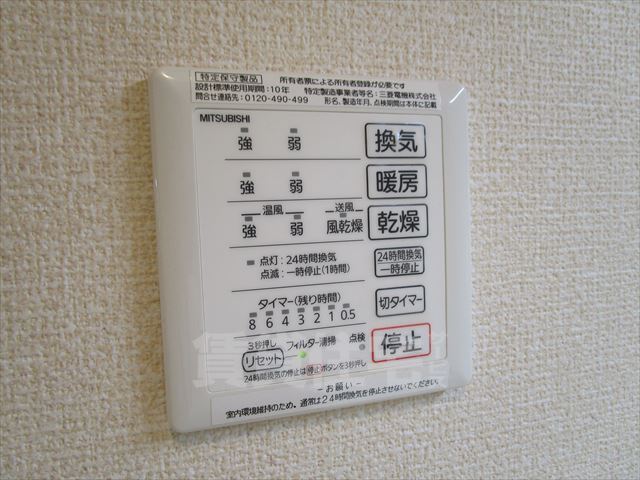 特定保守製品 所有者票による所有者登録が必要です
設計標準使用期間:10年 特定製造事業者等名:三菱電機株式会社
問合せ連絡先:0120-490-499 形名、製造年月、点検期間は本体に記載
MITSUBISHI
強 弱 換気
強 弱 暖房
温風 送風
強 弱 風乾燥 乾燥
点灯:24時間換気
点滅:一時停止(1時間)
24時間換気
一時停止
タイマー(残り時間)
8 6 4 3 2 1 0.5
切タイマー
3秒押し フィルター清掃 点検
リセット
停止
24時間換気の停止は停止ボタンを3秒押し
-お願い-
室内環境維持のため、通常は24時間換気を停止させないでください。